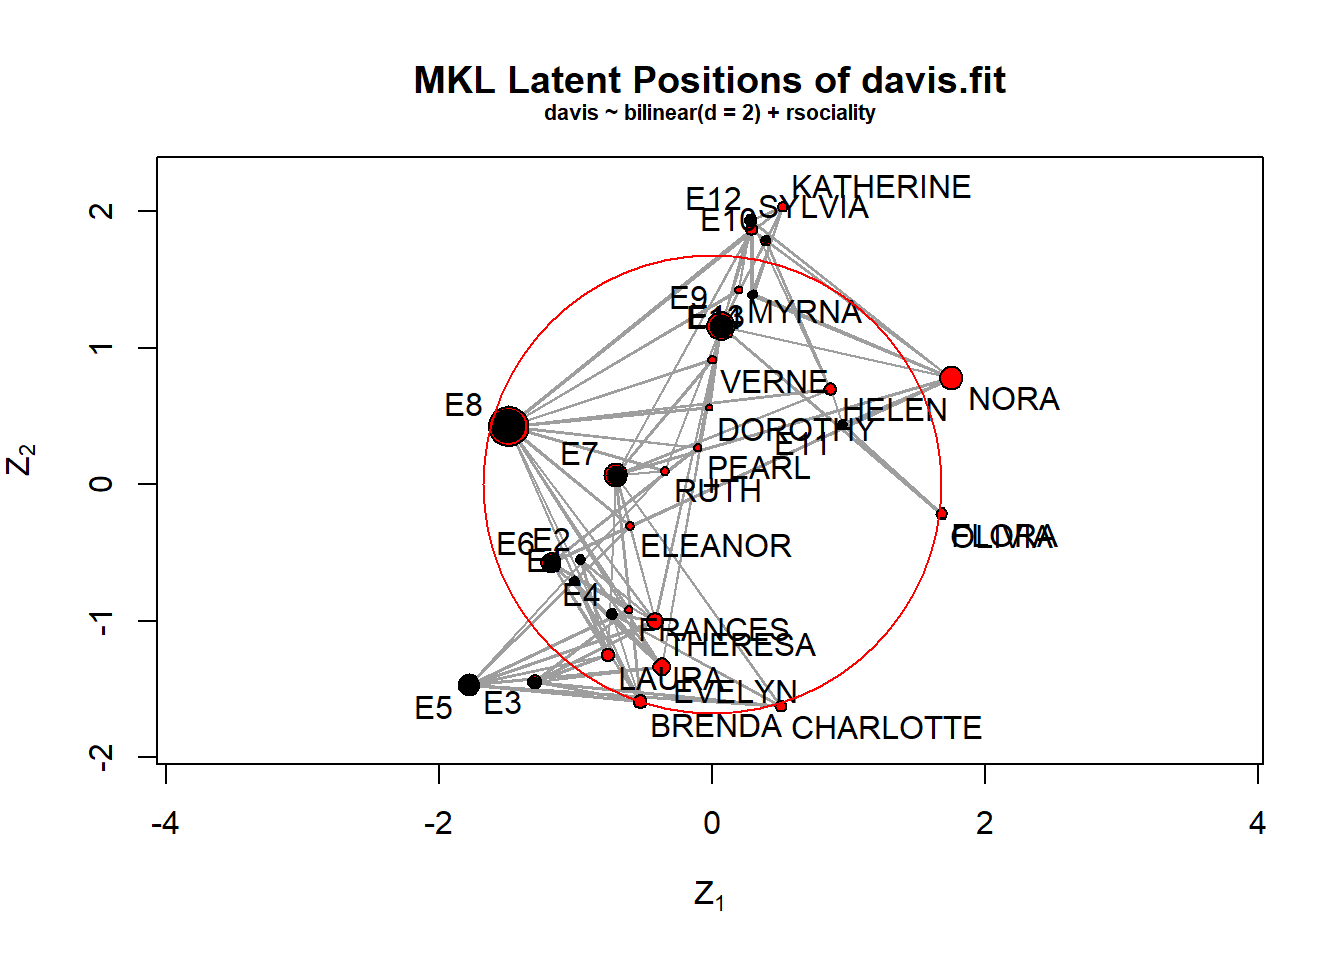 MKL Latent Positions of davis.fit
davis ~ bilinear(d = 2) + rsociality
KATHERINE
E12
SYLVIA
E10
E9
MYRNA
VERNE
NORA
E8
HELEN
DOROTHY
E11
E7
PEARL
RUTH
E6
E2
ELEANOR
OLIVIA
E4
FRANCES
THERESA
LAURA
EVELYN
E5
E3
BRENDA
CHARLOTTE
2
1
0
-1
-2
Z2
-4
-2
0
2
4
Z1